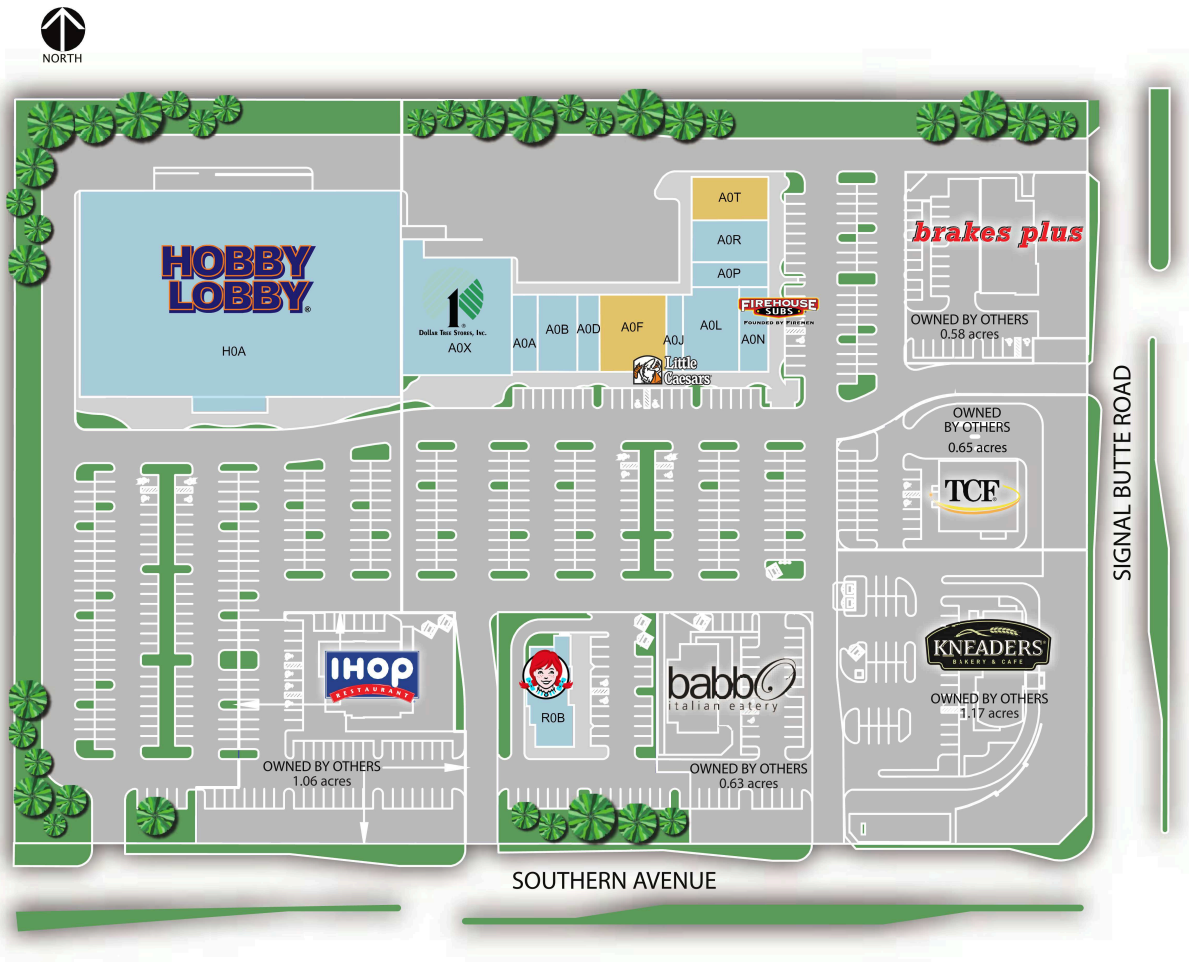 NORTH
HOBBY
LOBBY®
H0A
1
DOLLAR TREE STORES, INC.
A0X
A0A
A0B
A0D
A0F
A0J
A0L
A0N
A0P
A0R
A0T
Little
Caesars
FIREHOUSE
SUBS
FOUNDED BY FIREMEN
brakes plus
OWNED BY OTHERS
0.58 acres
OWNED
BY OTHERS
0.65 acres
TCF
SIGNAL BUTTE ROAD
KNEADERS
BAKERY & CAFE
OWNED BY OTHERS
1.17 acres
IHOP
RESTAURANT
OWNED BY OTHERS
1.06 acres
R0B
babbO
italian eatery
OWNED BY OTHERS
0.63 acres
SOUTHERN AVENUE